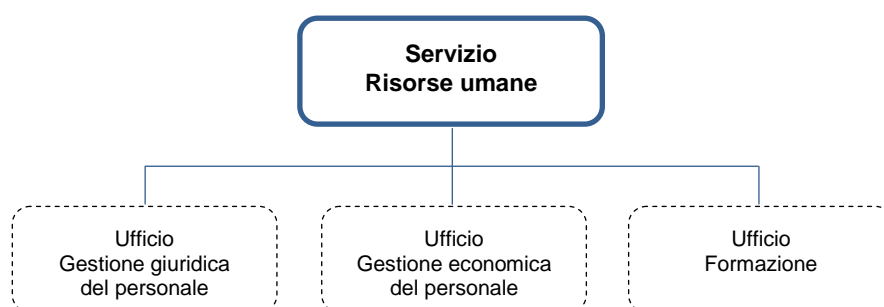 Servizio
Risorse umane
Ufficio
Gestione giuridica
del personale
Ufficio
Gestione economica
del personale
Ufficio
Formazione